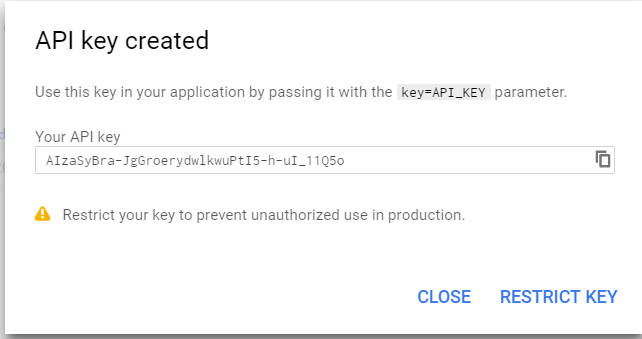 API key created
Use this key in your application by passing it with the key=API_KEY parameter.
Your API key
AIzaSyBra-JgGroerydwlkwuPtI5-h-uI_11Q5o
Restrict your key to prevent unauthorized use in production.
CLOSE RESTRICT KEY